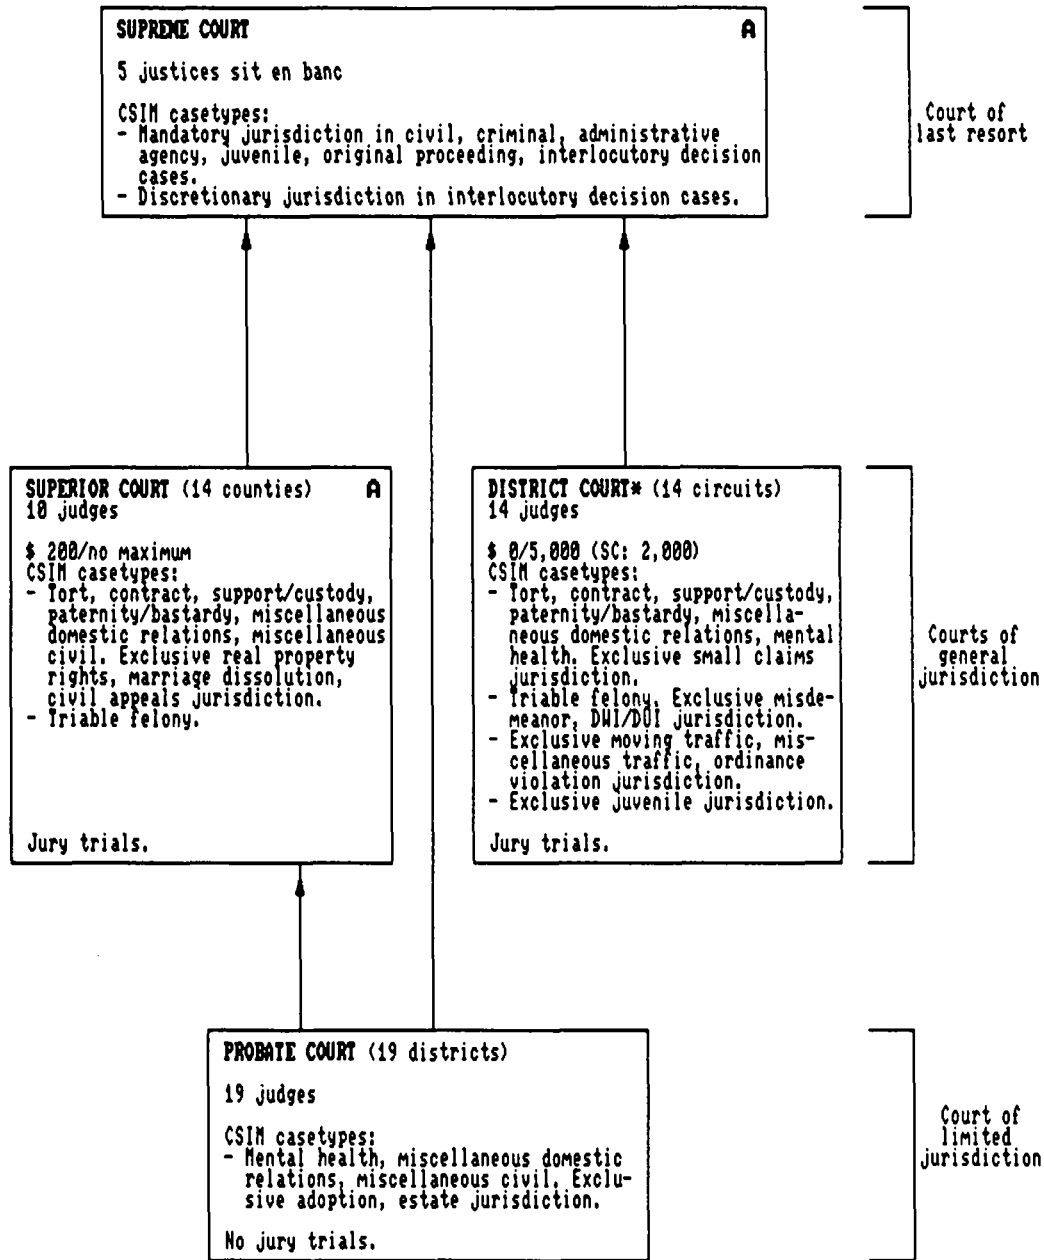 SUPREME COURT A
5 justices sit en banc
CSIM casetypes:
- Mandatory jurisdiction in civil, criminal, administrative
agency, juvenile, original proceeding, interlocutory decision
cases.
- Discretionary jurisdiction in interlocutory decision cases.
Court of
last resort
SUPERIOR COURT (14 counties) A
10 judges
$ 200/no maximum
CSIM casetypes:
- Tort, contract, support/custody,
paternity/bastardy, miscellaneous
domestic relations, miscellaneous
civil. Exclusive real property
rights, marriage dissolution,
civil appeals jurisdiction.
- Triable felony.
Jury trials.
DISTRICT COURT* (14 circuits)
14 judges
$ 0/5,000 (SC: 2,000)
CSIM casetypes:
- Tort, contract, support/custody,
paternity/bastardy, miscella-
neous domestic relations, mental
health. Exclusive small claims
jurisdiction.
- Triable felony. Exclusive misde-
meanor, DWI/DUI jurisdiction.
- Exclusive moving traffic, mis-
cellaneous traffic, ordinance
violation jurisdiction.
- Exclusive juvenile jurisdiction.
Jury trials.
Courts of
general
jurisdiction
PROBATE COURT (19 districts)
19 judges
CSIM casetypes:
- Mental health, miscellaneous domestic
relations, miscellaneous civil. Exclu-
sive adoption, estate jurisdiction.
No jury trials.
Court of
limited
jurisdiction